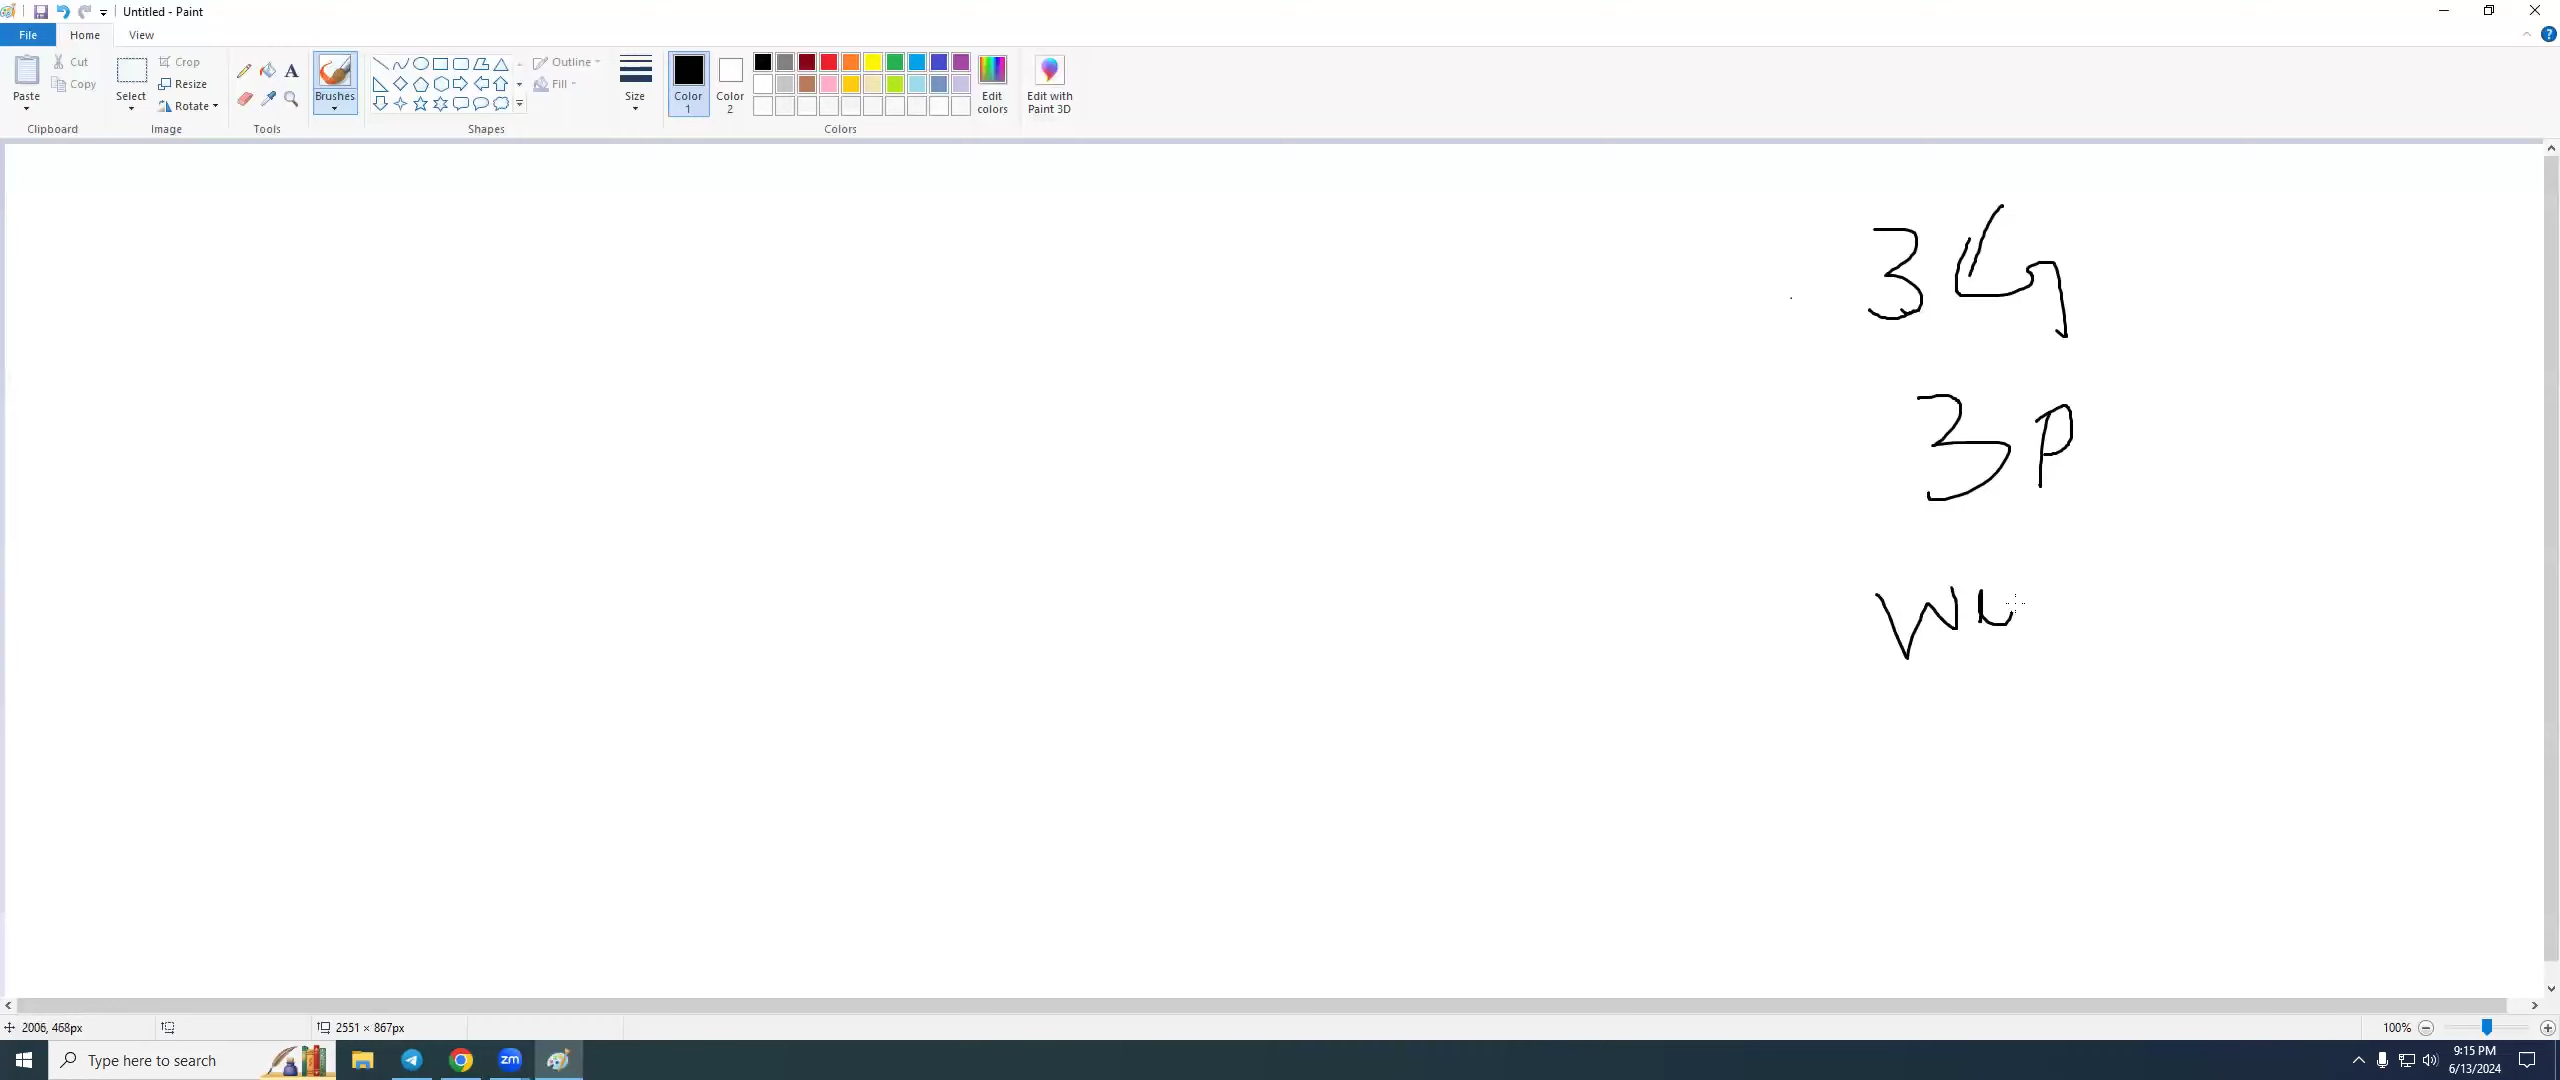 Untitled - Paint
File Home View
Paste Cut Copy Clipboard
Select Crop Resize Rotate Image
Tools
Brushes
Shapes
Outline Fill
Size
Color 1
Color 2
Colors
Edit colors
Edit with Paint 3D
3 G
3 P
2006, 468px
2551 × 867px
100%
Type here to search
zm
9:15 PM
6/13/2024